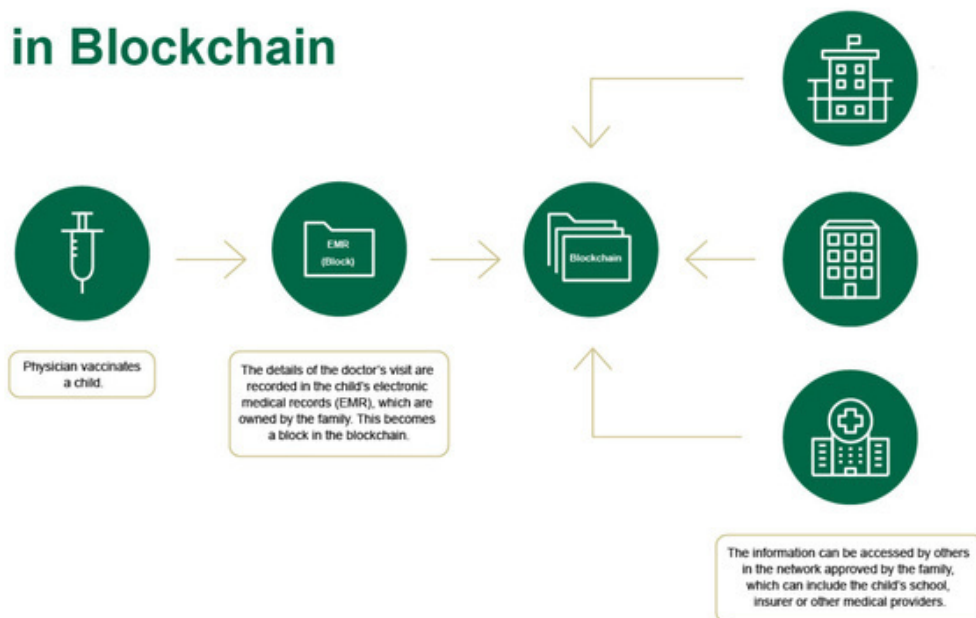 in Blockchain
EMR
(Block)
Blockchain
Physician vaccinates
a child.
The details of the doctor's visit are
recorded in the child's electronic
medical records (EMR), which are
owned by the family. This becomes
a block in the blockchain.
The information can be accessed by others
in the network approved by the family,
which can include the child's school,
insurer or other medical providers.